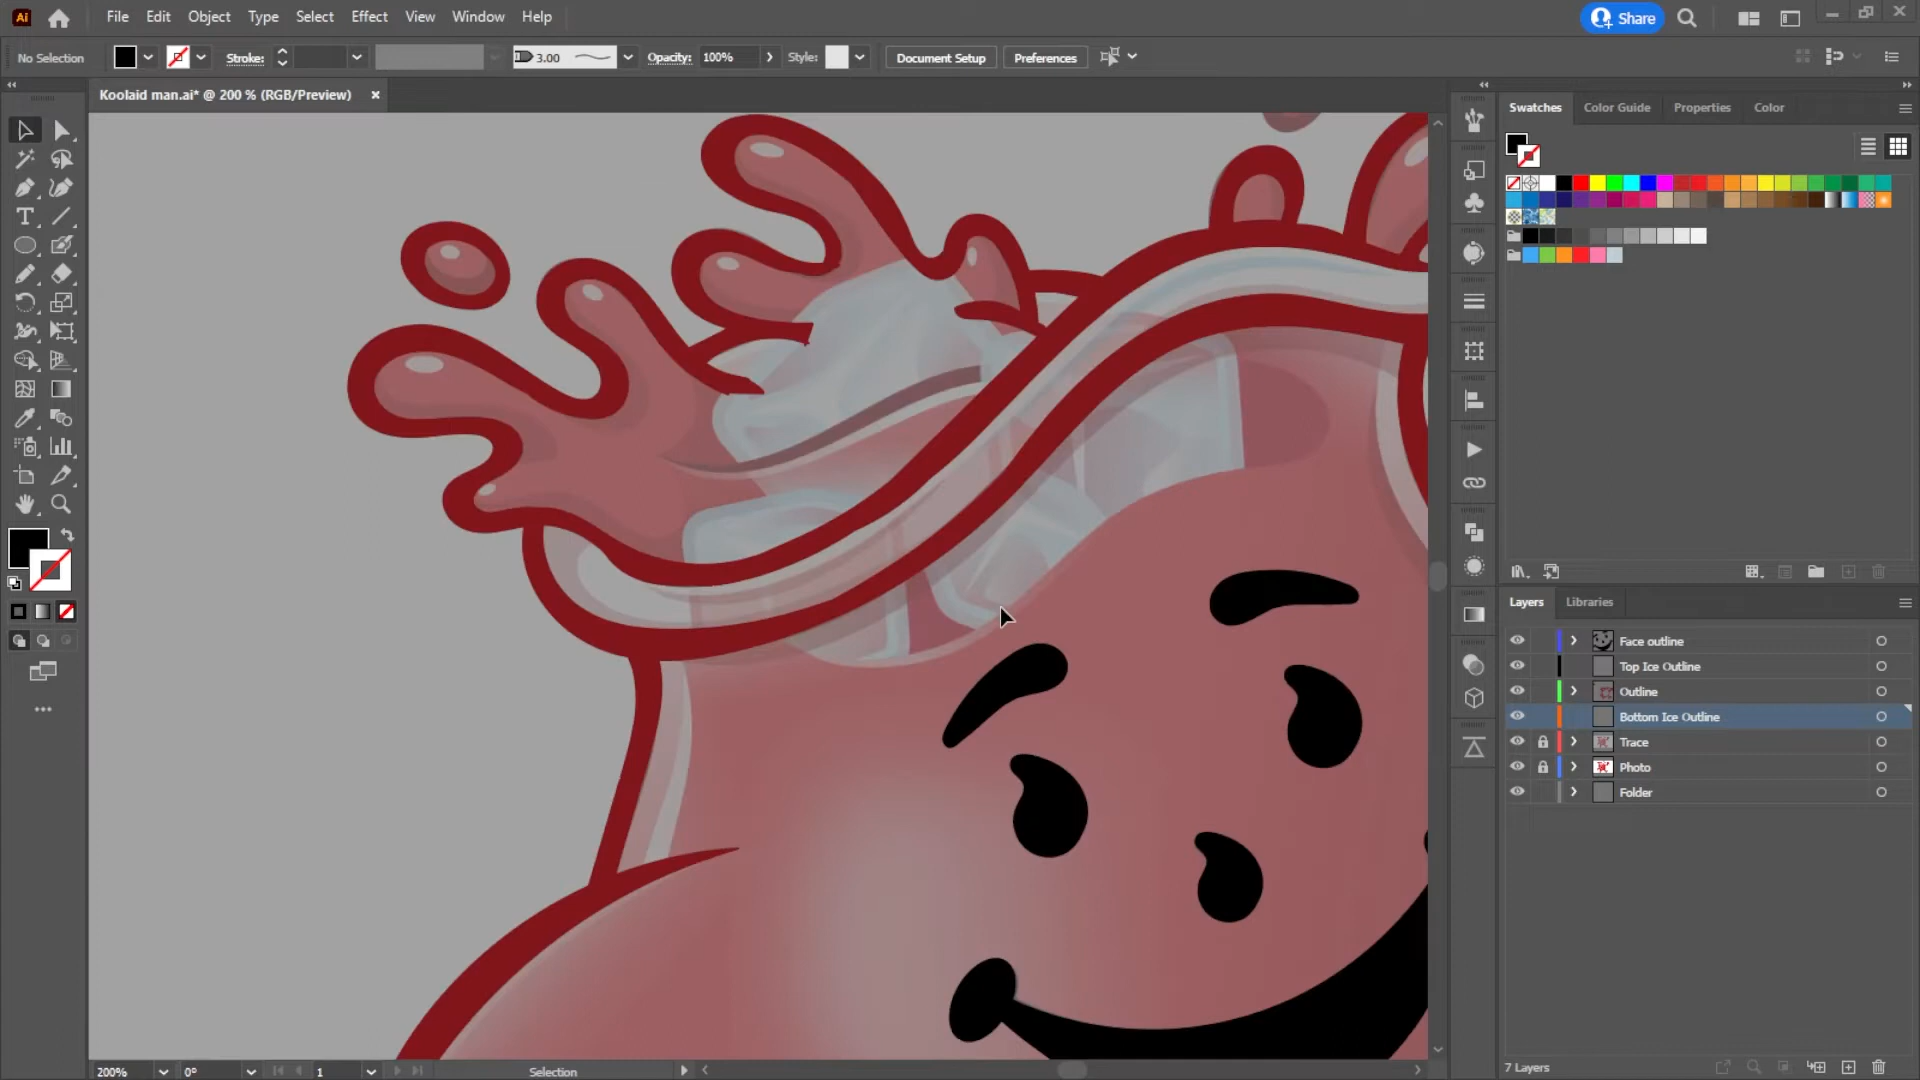 Ai File Edit Object Type Select Effect View Window Help Share
No Selection Stroke: 3.00 Opacity: 100% Style: Document Setup Preferences
Koolaid man.ai* @ 200 % (RGB/Preview)
Swatches Color Guide Properties Color
Layers Libraries
Face outline
Top Ice Outline
Outline
Bottom Ice Outline
Trace
Photo
Folder
7 Layers
200% 0° 1 Selection